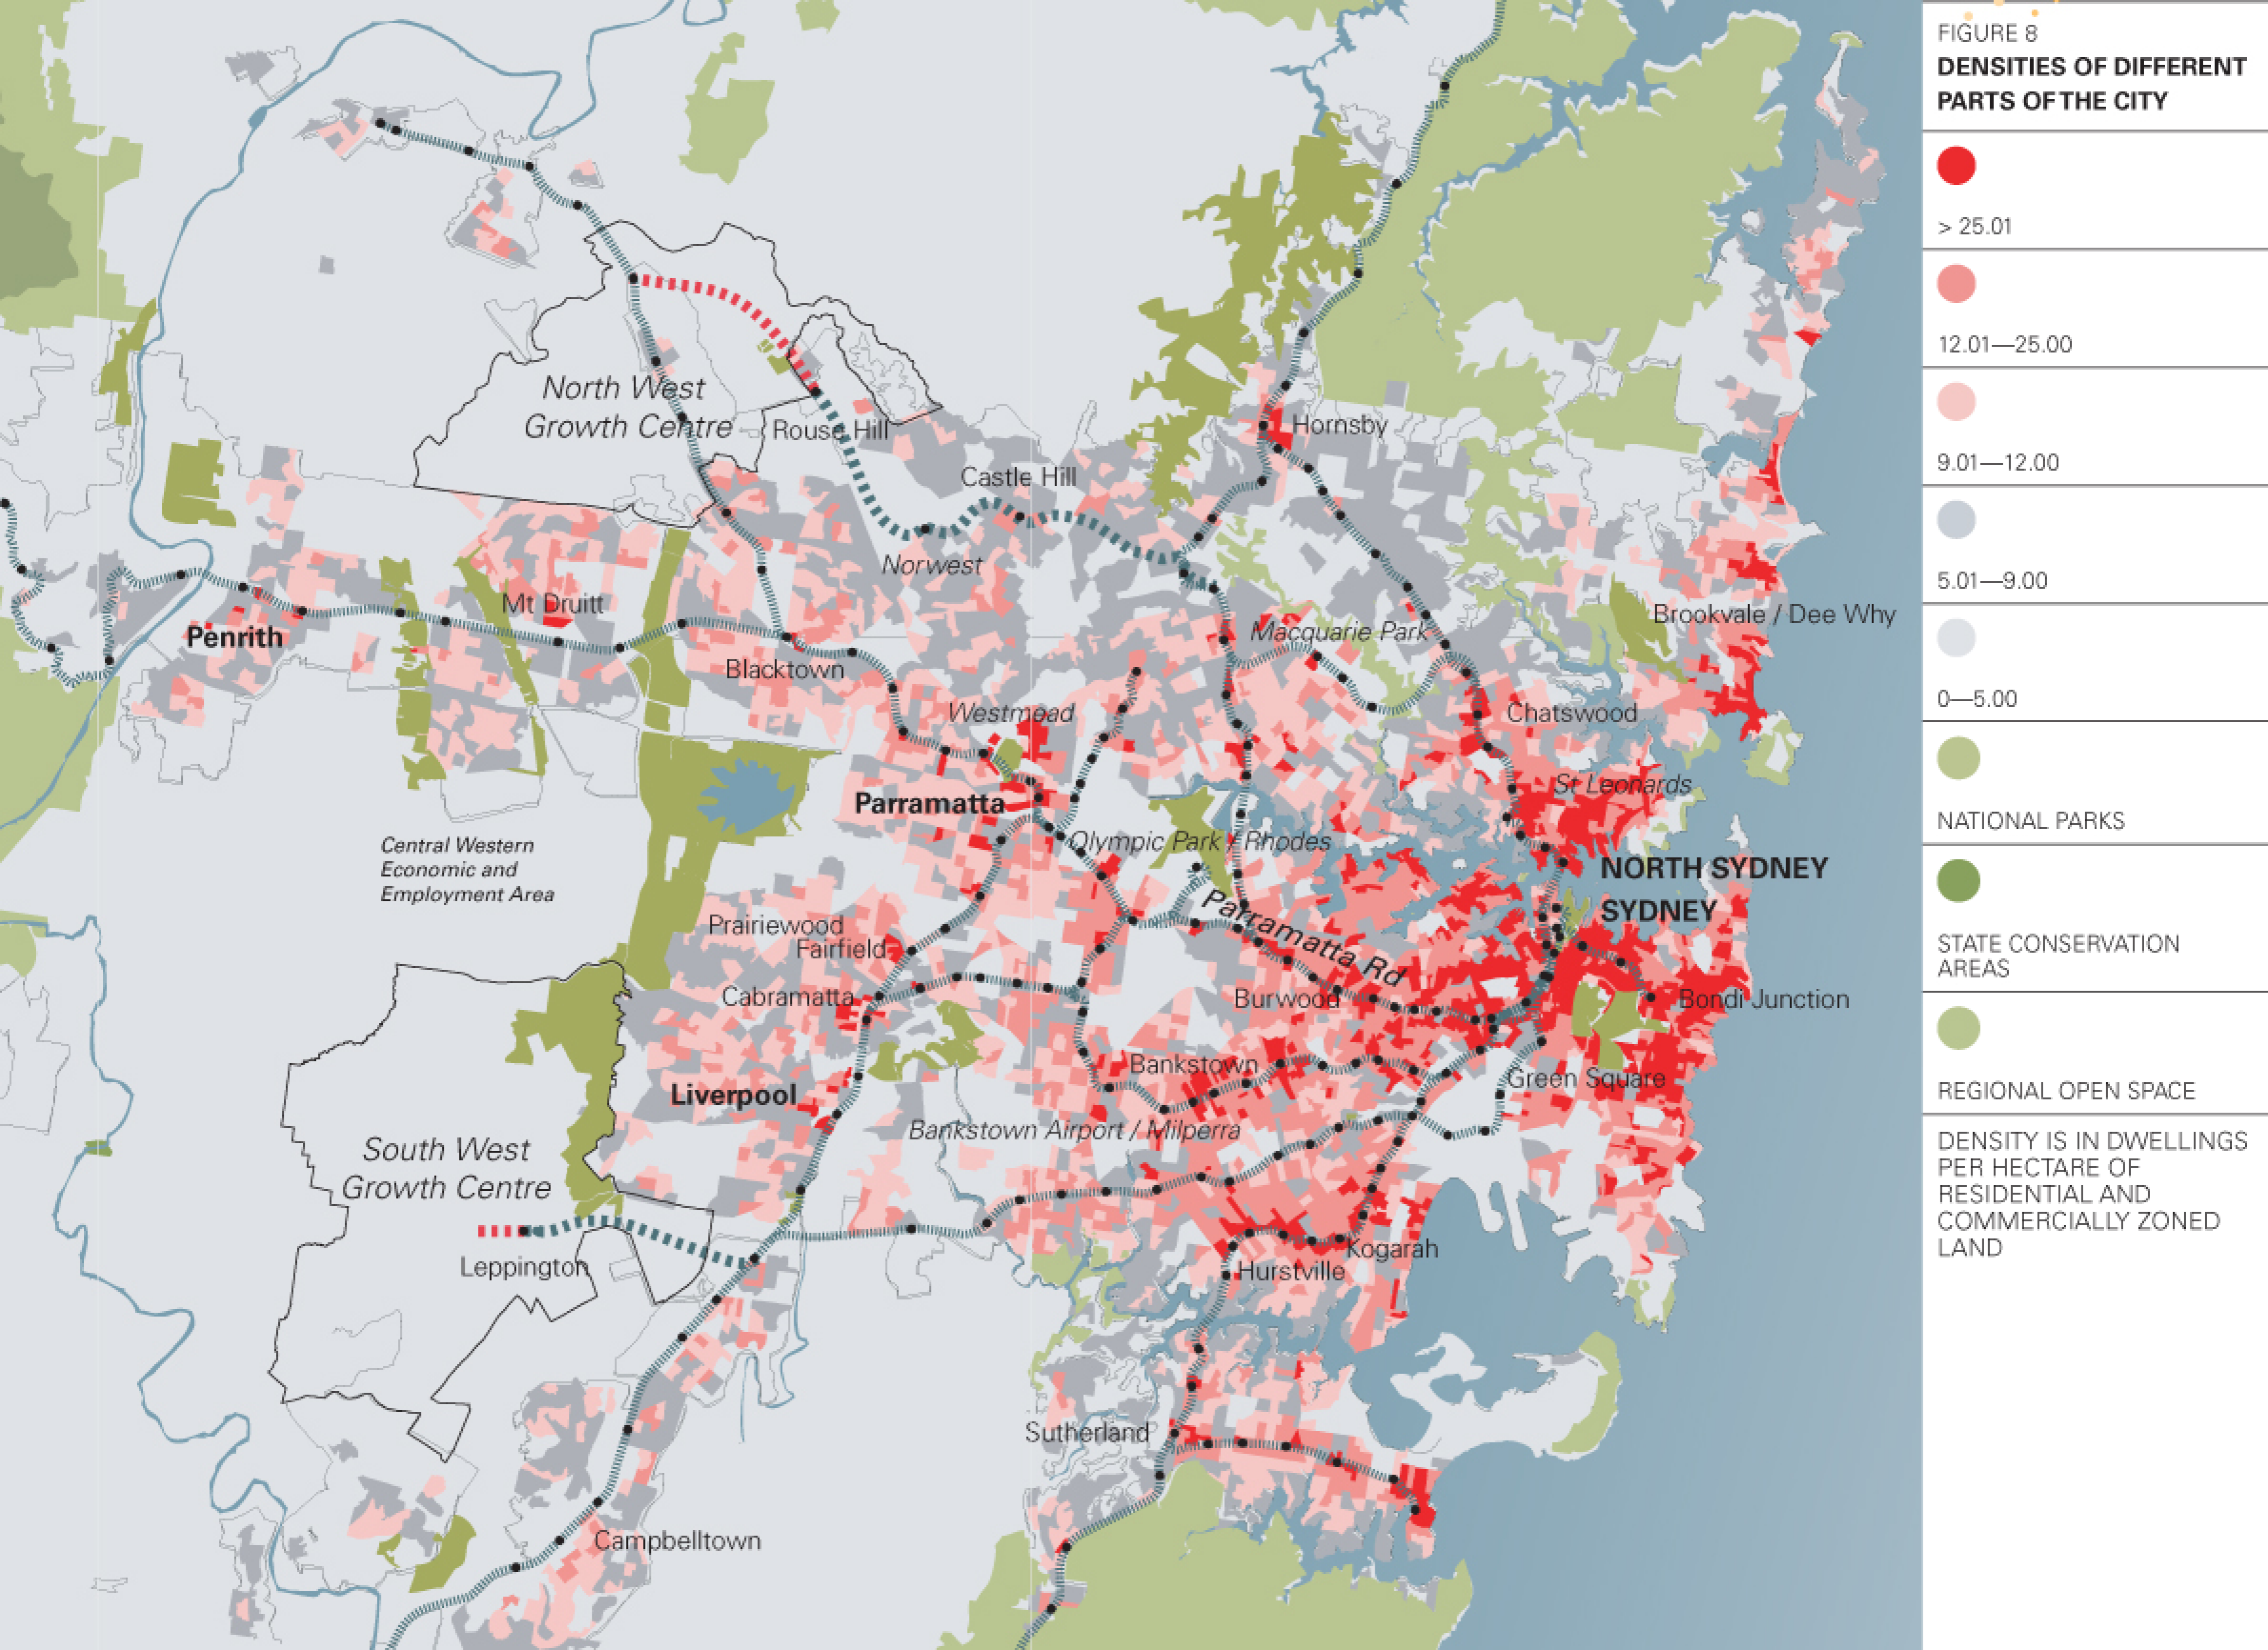 North West
Growth Centre
Rouse Hill
Hornsby
Castle Hill
Norwest
Mt Druitt
Penrith
Blacktown
Macquarie Park
Brookvale / Dee Why
Westmead
Chatswood
St Leonards
Parramatta
Olympic Park / Rhodes
Central Western
Economic and
Employment Area
NORTH SYDNEY
SYDNEY
Parramatta Rd
Prairiewood
Fairfield
Cabramatta
Burwood
Bondi Junction
Bankstown
Green Square
Liverpool
Bankstown Airport / Milperra
South West
Growth Centre
Leppington
Kogarah
Hurstville
Sutherland
Campbelltown
FIGURE 8
DENSITIES OF DIFFERENT
PARTS OF THE CITY
> 25.01
12.01—25.00
9.01—12.00
5.01—9.00
0—5.00
NATIONAL PARKS
STATE CONSERVATION
AREAS
REGIONAL OPEN SPACE
DENSITY IS IN DWELLINGS
PER HECTARE OF
RESIDENTIAL AND
COMMERCIALLY ZONED
LAND